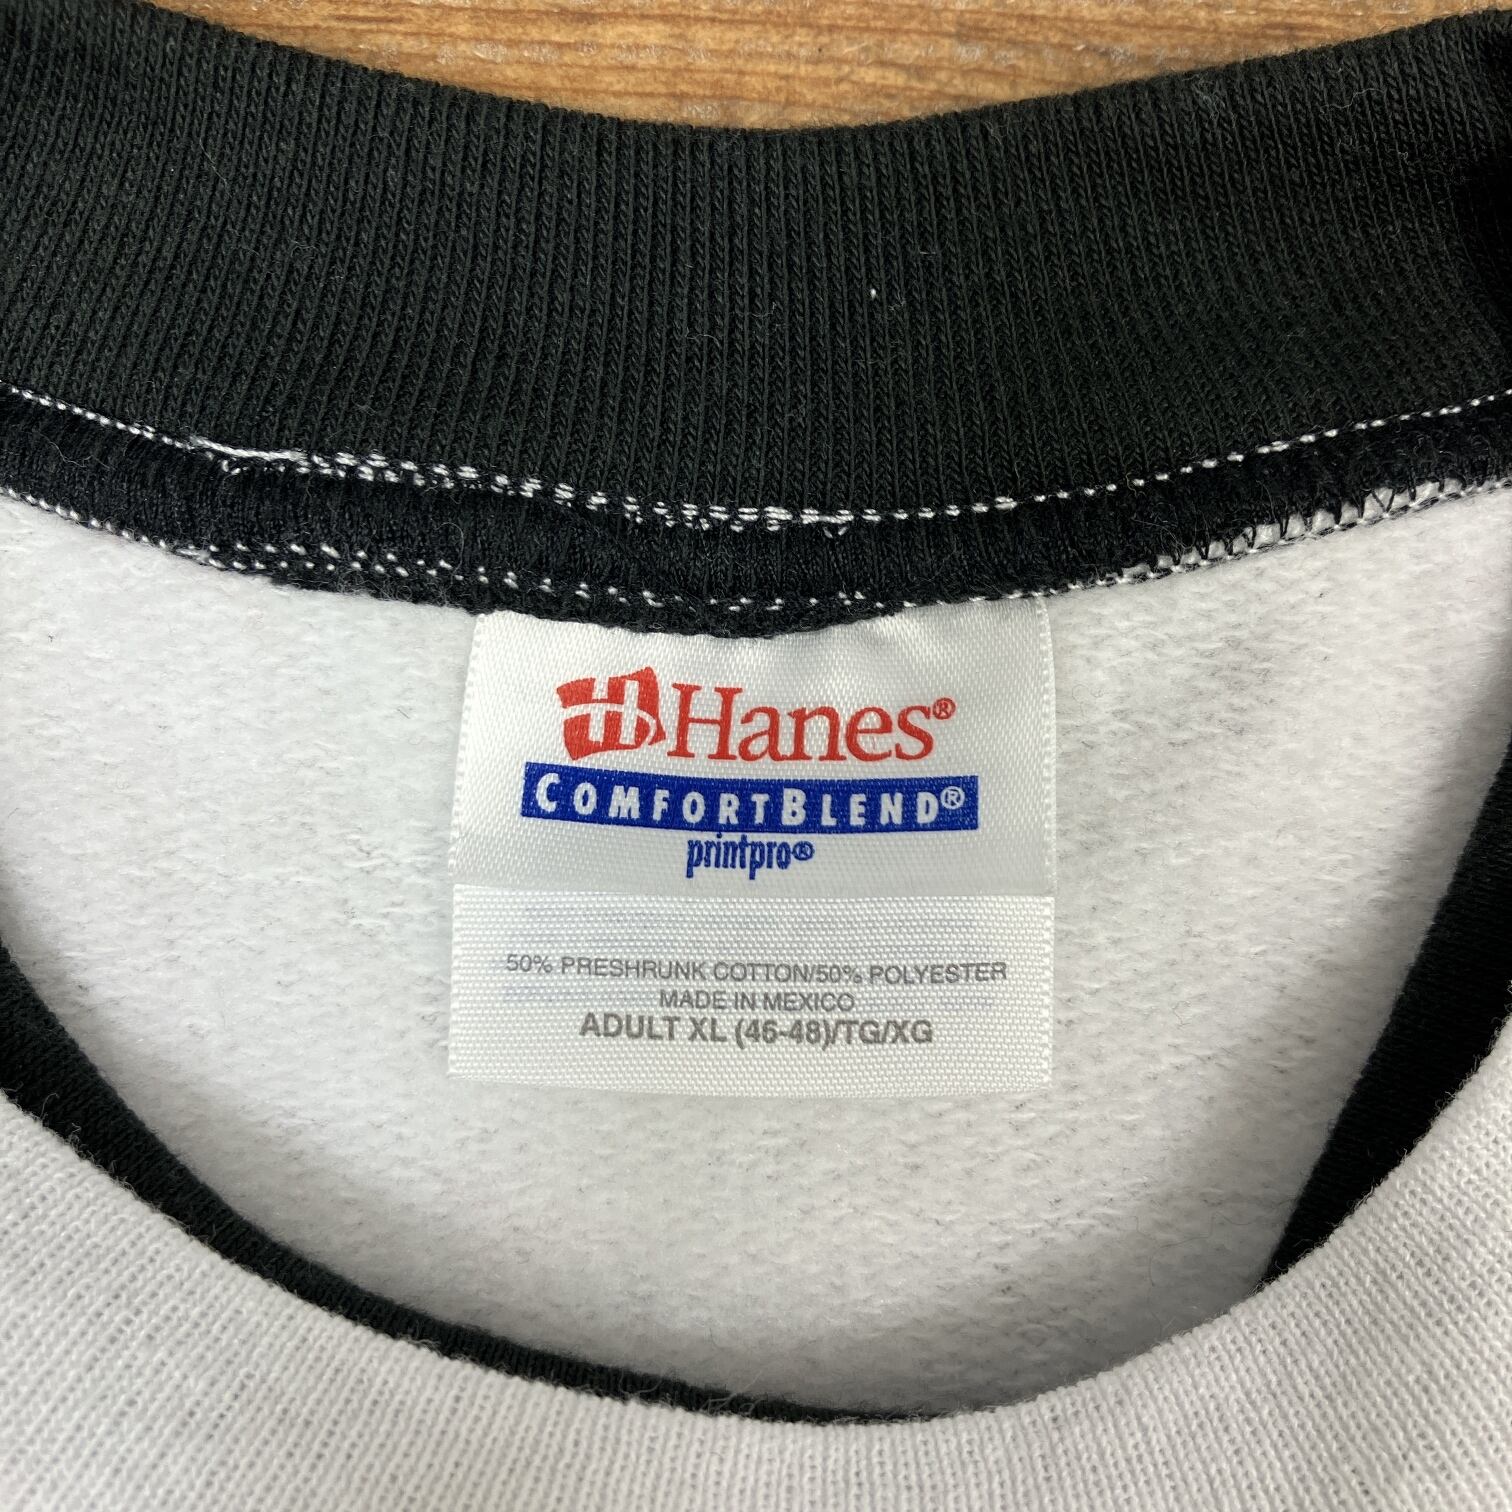 H Hanes®
COMFORTBLEND®
printpro®
50% PRESHRUNK COTTON/50% POLYESTER
MADE IN MEXICO
ADULT XL (46-48)/TG/XG